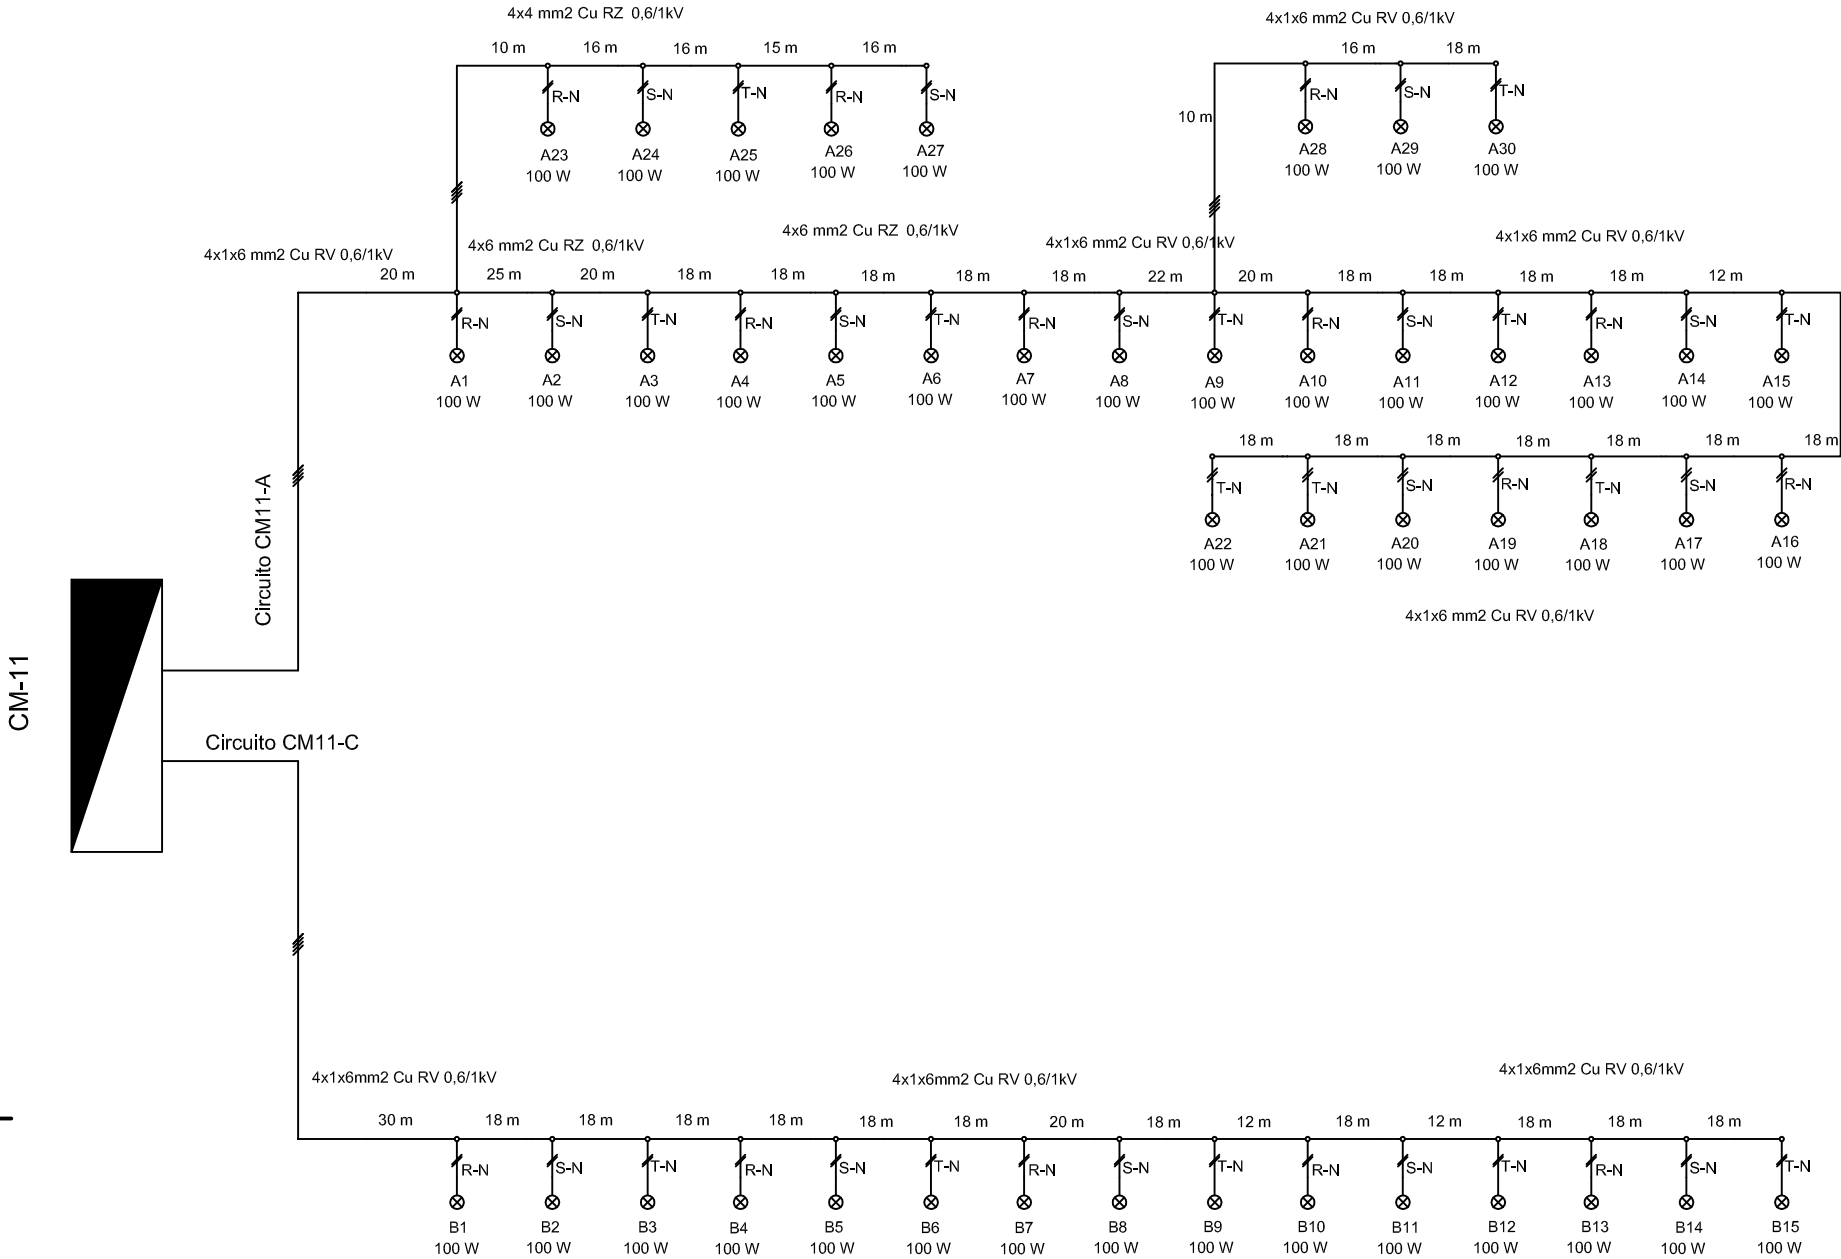 4x4 mm2 Cu RZ 0,6/1kV
4x1x6 mm2 Cu RV 0,6/1kV
10 m 16 m 16 m 15 m 16 m
16 m 18 m
R-N S-N T-N R-N S-N
R-N S-N T-N
10 m
A23 A24 A25 A26 A27
100 W 100 W 100 W 100 W 100 W
A28 A29 A30
100 W 100 W 100 W
4x1x6 mm2 Cu RV 0,6/1kV
4x6 mm2 Cu RZ 0,6/1kV
4x6 mm2 Cu RZ 0,6/1kV
4x1x6 mm2 Cu RV 0,6/1kV
4x1x6 mm2 Cu RV 0,6/1kV
20 m 25 m 20 m 18 m 18 m 18 m 18 m 18 m 22 m 20 m 18 m 18 m 18 m 18 m 12 m
R-N S-N T-N R-N S-N T-N R-N S-N T-N R-N S-N T-N R-N S-N T-N
A1 A2 A3 A4 A5 A6 A7 A8 A9 A10 A11 A12 A13 A14 A15
100 W 100 W 100 W 100 W 100 W 100 W 100 W 100 W 100 W 100 W 100 W 100 W 100 W 100 W 100 W
18 m 18 m 18 m 18 m 18 m 18 m 18 m
T-N T-N S-N R-N T-N S-N R-N
A22 A21 A20 A19 A18 A17 A16
100 W 100 W 100 W 100 W 100 W 100 W 100 W
4x1x6 mm2 Cu RV 0,6/1kV
Circuito CM11-A
CM-11
Circuito CM11-C
4x1x6mm2 Cu RV 0,6/1kV
4x1x6mm2 Cu RV 0,6/1kV
4x1x6mm2 Cu RV 0,6/1kV
30 m 18 m 18 m 18 m 18 m 18 m 18 m 20 m 18 m 12 m 18 m 12 m 18 m 18 m 18 m
R-N S-N T-N R-N S-N T-N R-N S-N T-N R-N S-N T-N R-N S-N T-N
B1 B2 B3 B4 B5 B6 B7 B8 B9 B10 B11 B12 B13 B14 B15
100 W 100 W 100 W 100 W 100 W 100 W 100 W 100 W 100 W 100 W 100 W 100 W 100 W 100 W 100 W